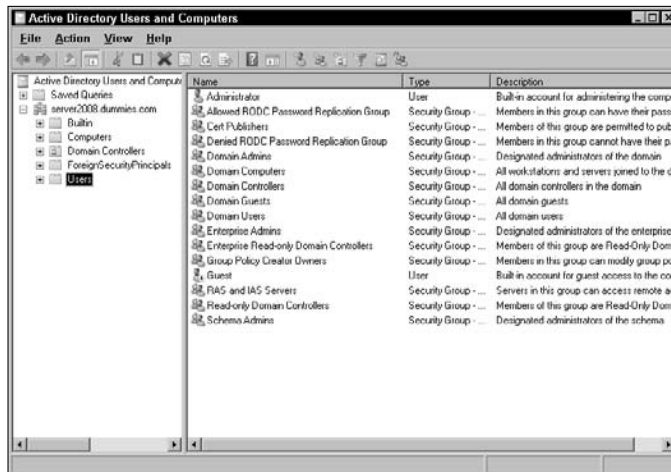 Active Directory Users and Computers
File Action View Help
Active Directory Users and Compute
Saved Queries
server2008.dummies.com
Builtin
Computers
Domain Controllers
ForeignSecurityPrincipals
Users
Name Type Description
Administrator User Built-in account for administering the comp
Allowed RODC Password Replication Group Security Group - ... Members in this group can have their pass
Cert Publishers Security Group - ... Members of this group are permitted to pub
Denied RODC Password Replication Group Security Group - ... Members in this group cannot have their p
Domain Admins Security Group - ... Designated administrators of the domain
Domain Computers Security Group - ... All workstations and servers joined to the d
Domain Controllers Security Group - ... All domain controllers in the domain
Domain Guests Security Group - ... All domain guests
Domain Users Security Group - ... All domain users
Enterprise Admins Security Group - ... Designated administrators of the enterprise
Enterprise Read-only Domain Controllers Security Group - ... Members of this group are Read-Only Dom
Group Policy Creator Owners Security Group - ... Members in this group can modify group po
Guest User Built-in account for guest access to the co
RAS and IAS Servers Security Group - ... Servers in this group can access remote a
Read-only Domain Controllers Security Group - ... Members of this group are Read-Only Dom
Schema Admins Security Group - ... Designated administrators of the schema